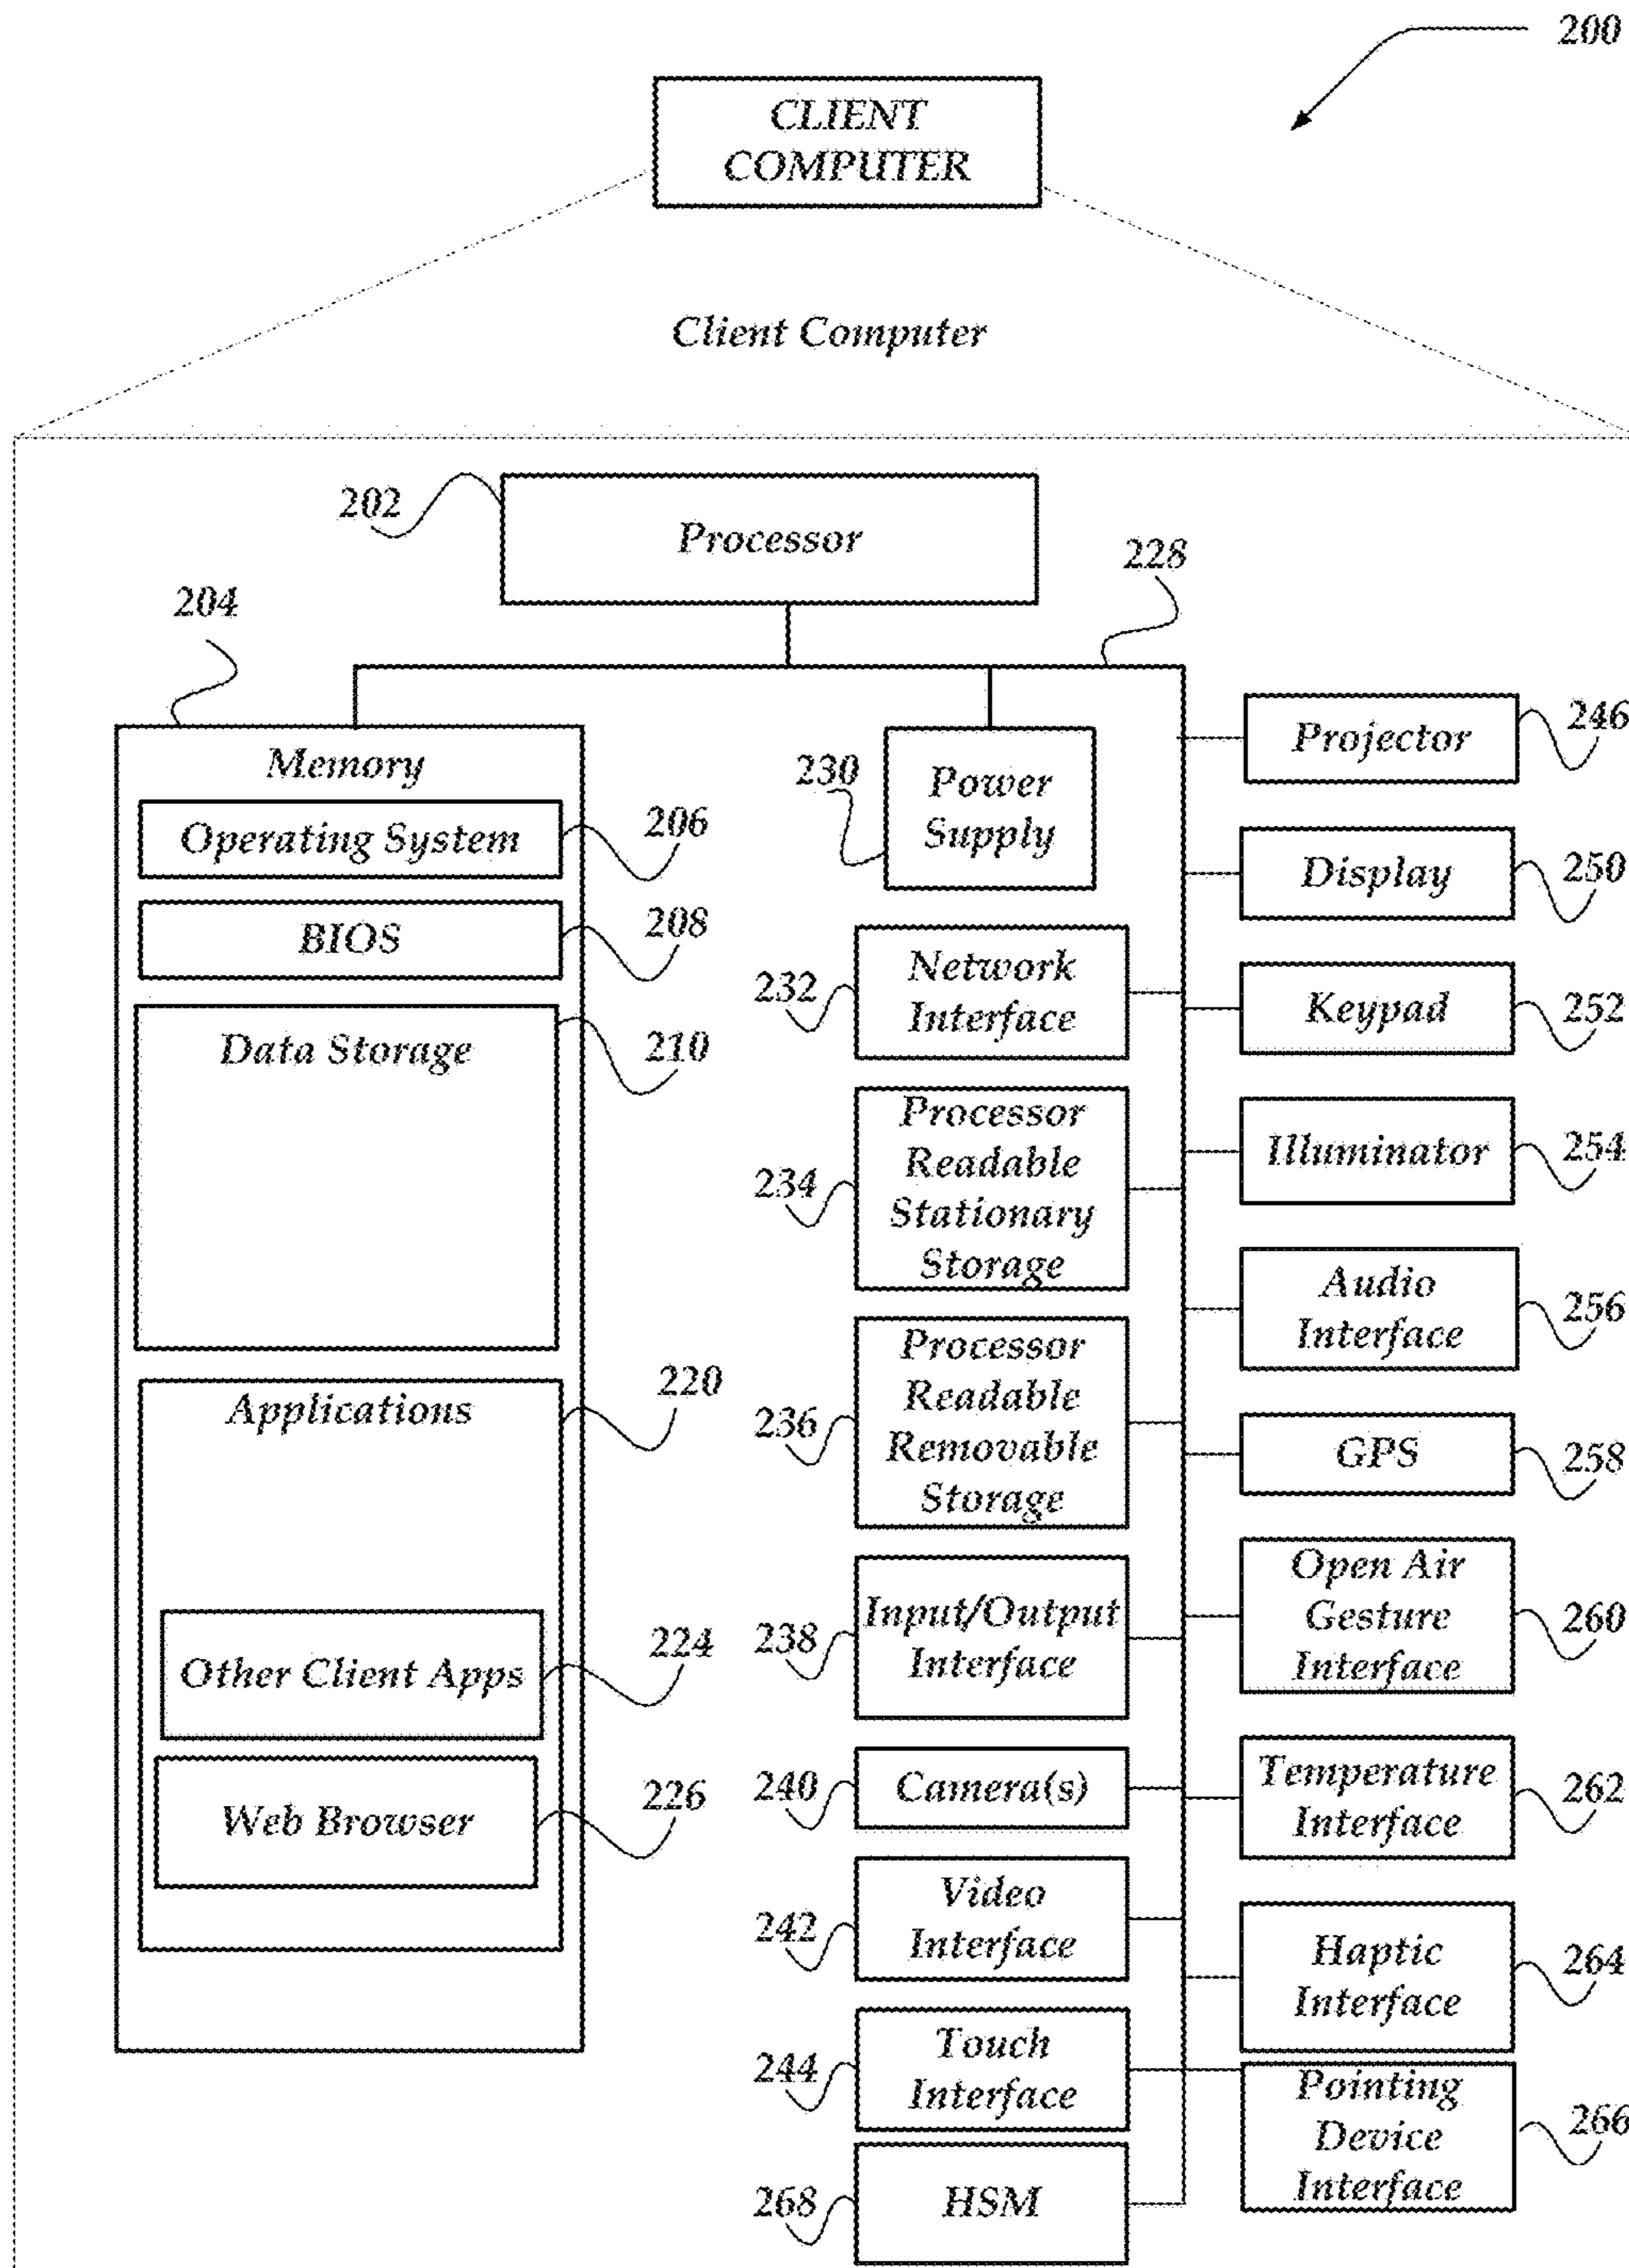 200
CLIENT
COMPUTER
Client Computer
202
Processor
228
204
Memory
Operating System
206
BIOS
208
Data Storage
210
Applications
220
Other Client Apps
224
Web Browser
226
230
Power
Supply
232
Network
Interface
234
Processor
Readable
Stationary
Storage
236
Processor
Readable
Removable
Storage
238
Input/Output
Interface
240
Camera(s)
242
Video
Interface
244
Touch
Interface
268
HSM
Projector
246
Display
250
Keypad
252
Illuminator
254
Audio
Interface
256
GPS
258
Open Air
Gesture
Interface
260
Temperature
Interface
262
Haptic
Interface
264
Pointing
Device
Interface
266